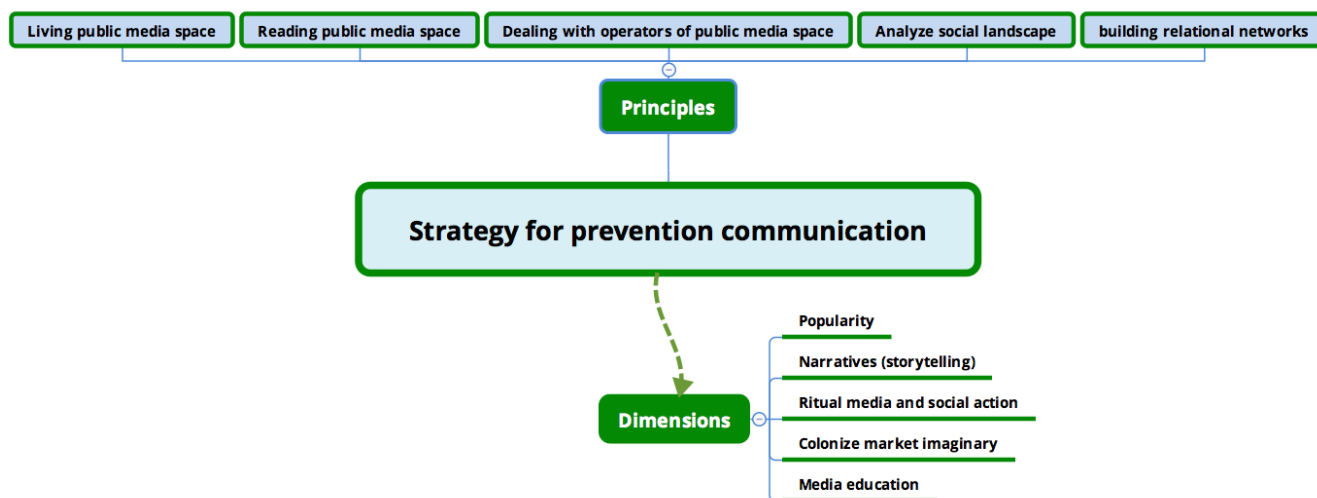 Living public media space
Reading public media space
Dealing with operators of public media space
Analyze social landscape
building relational networks
Principles
Strategy for prevention communication
Popularity
Narratives (storytelling)
Ritual media and social action
Dimensions
Colonize market imaginary
Media education